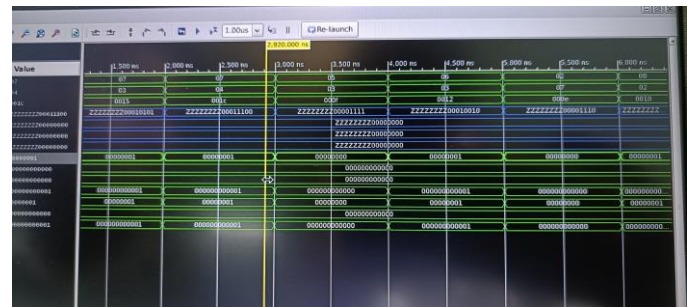 1.00us Re-launch
2,920.000 ns
Value
1,500 ns 2,000 ns 2,500 ns 3,000 ns 3,500 ns 4,000 ns 4,500 ns 5,000 ns 5,500 ns 6,000 ns
07 07 05 06 02 08
03 04 03 03 07 02
0015 001c 000f 0012 000e 0010
ZZZZZZZZ00010101 ZZZZZZZZ00011100 ZZZZZZZZ00001111 ZZZZZZZZ00010010 ZZZZZZZZ00001110 ZZZZZZZZ
ZZZZZZZZ00000000
ZZZZZZZZ00000000
ZZZZZZZZ00000000
00000001 00000001 00000000 00000001 00000000 00000001
000000000000
000000000000
000000000001 000000000001 000000000000 000000000001 000000000000 000000000...
00000001 00000001 00000000 00000001 00000000 00000001
000000000000
000000000001 000000000001 000000000000 000000000001 000000000000 000000000...